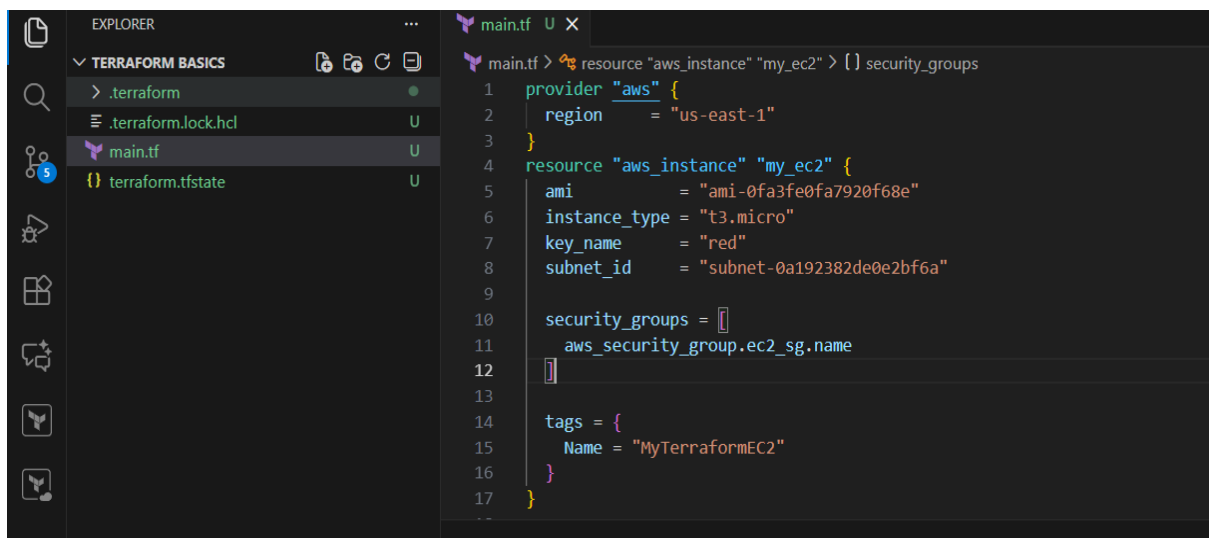 EXPLORER
...
TERRAFORM BASICS
.terraform
.terraform.lock.hcl U
main.tf U
terraform.tfstate U
5
main.tf U
main.tf > resource "aws_instance" "my_ec2" > [ ] security_groups
1 provider "aws" {
2 region = "us-east-1"
3 }
4 resource "aws_instance" "my_ec2" {
5 ami = "ami-0fa3fe0fa7920f68e"
6 instance_type = "t3.micro"
7 key_name = "red"
8 subnet_id = "subnet-0a192382de0e2bf6a"
9
10 security_groups = [
11 aws_security_group.ec2_sg.name
12 ]
13
14 tags = {
15 Name = "MyTerraformEC2"
16 }
17 }